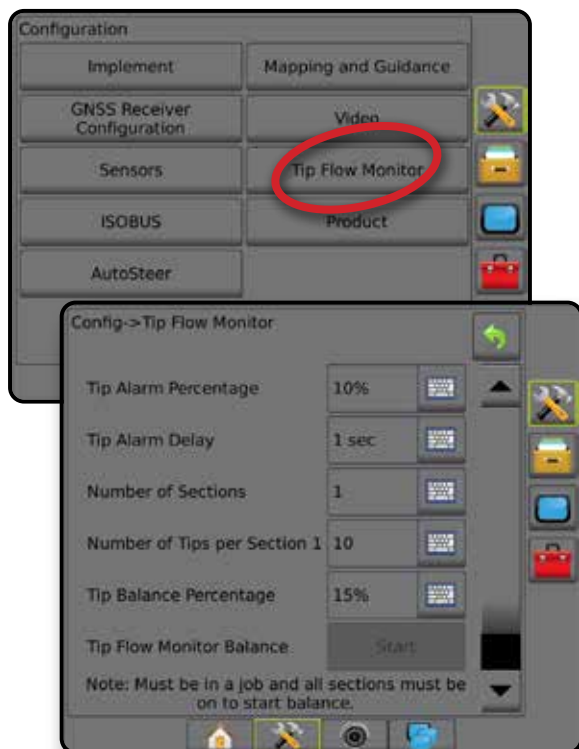 Configuration
Implement
Mapping and Guidance
GNSS Receiver
Configuration
Video
Sensors
Tip Flow Monitor
ISOBUS
Product
AutoSteer
Config->Tip Flow Monitor
Tip Alarm Percentage
10%
Tip Alarm Delay
1 sec
Number of Sections
1
Number of Tips per Section 1
10
Tip Balance Percentage
15%
Tip Flow Monitor Balance
Start
Note: Must be in a job and all sections must be
on to start balance.